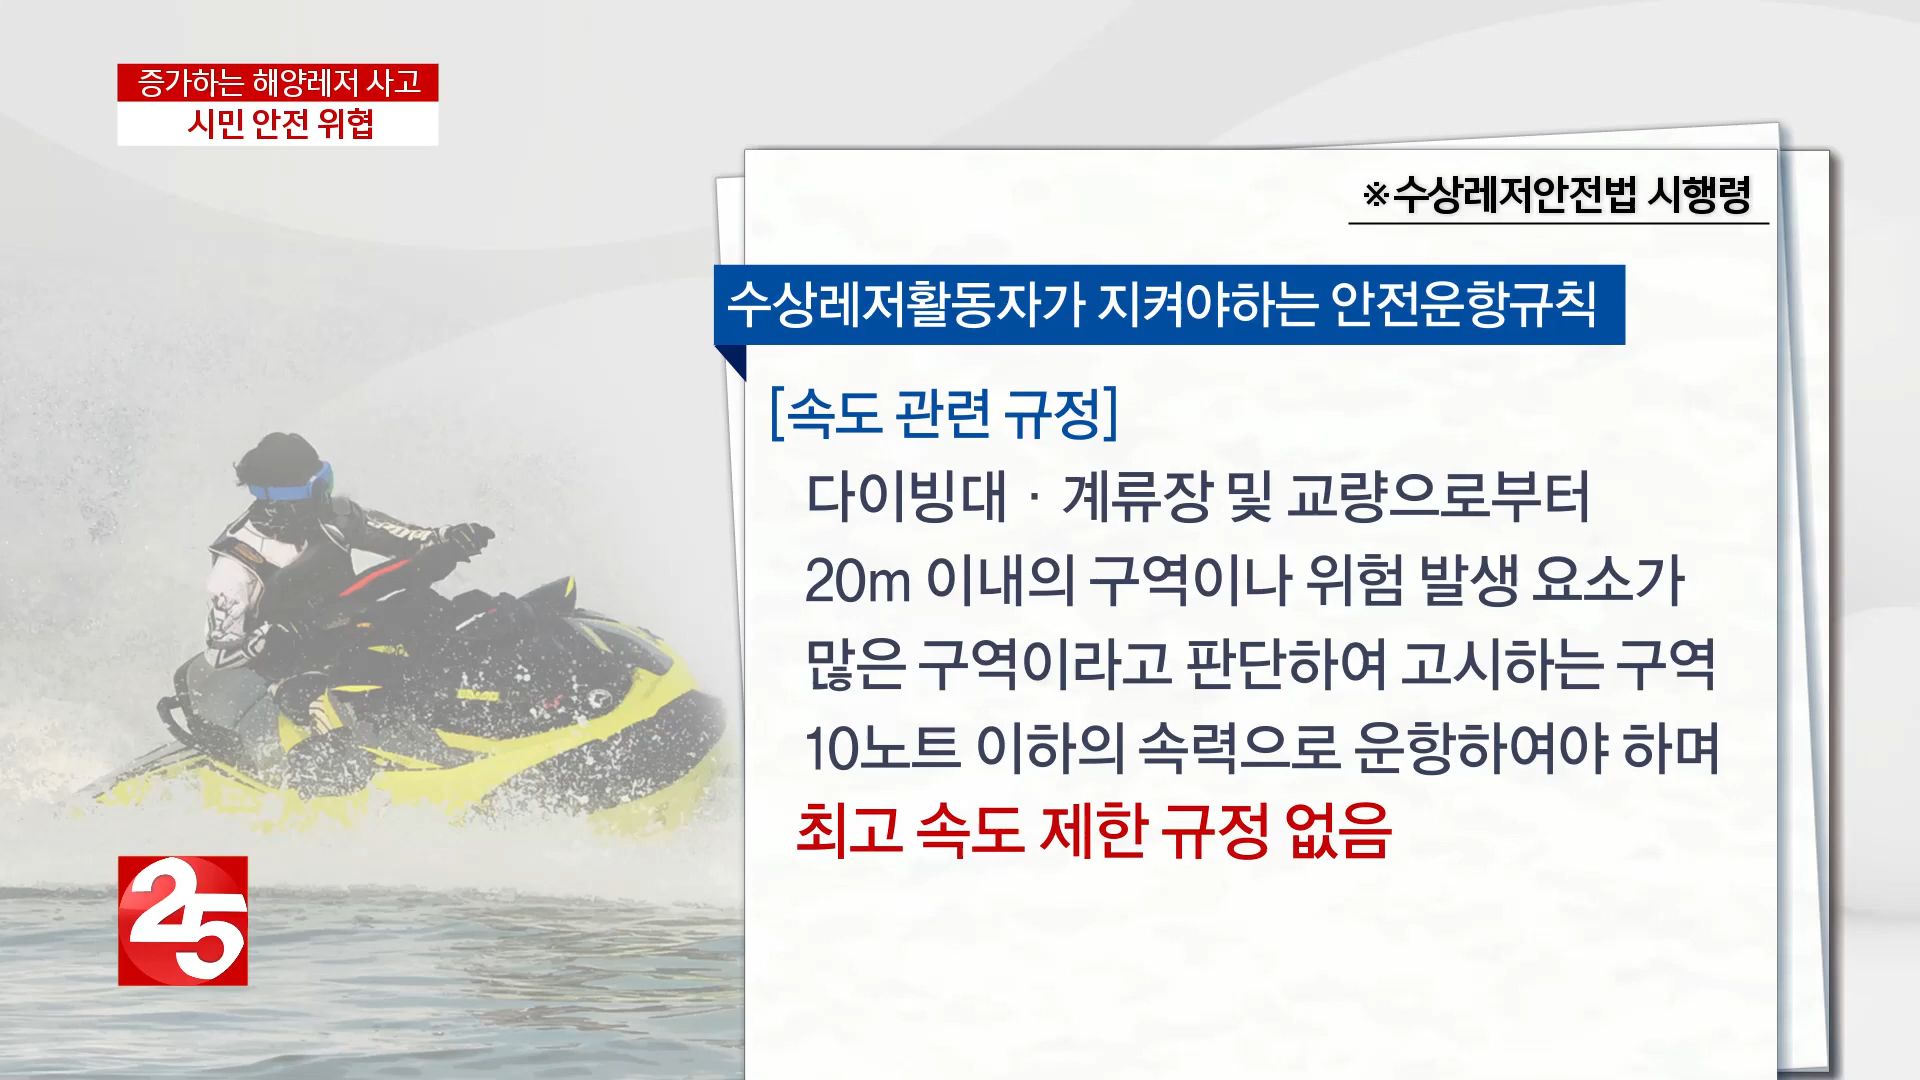 증가하는 해양레저 사고
시민 안전 위협
※수상레저안전법 시행령
수상레저활동자가 지켜야하는 안전운항규칙
[속도 관련 규정]
다이빙대 · 계류장 및 교량으로부터
20m 이내의 구역이나 위험 발생 요소가
많은 구역이라고 판단하여 고시하는 구역
10노트 이하의 속력으로 운항하여야 하며
최고 속도 제한 규정 없음
25